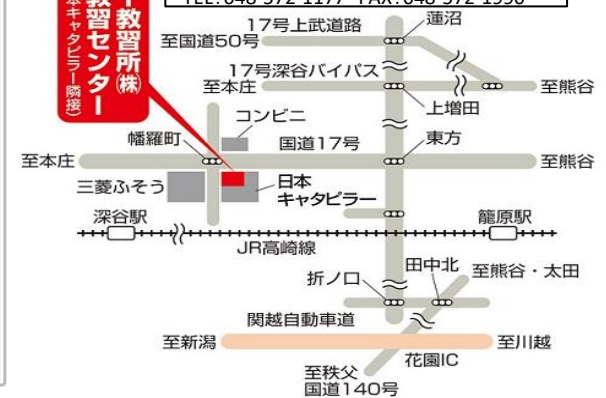 TEL:048-572-1177 FAX:048-572-1996
教習所㈱
教習センター
本キャタピラー隣接)
17号上武道路
蓮沼
至国道50号
17号深谷バイパス
至本庄
至熊谷
上増田
コンビニ
幡羅町
国道17号
東方
至本庄
至熊谷
三菱ふそう
日本
キャタピラー
深谷駅
籠原駅
JR高崎線
田中北
至熊谷・太田
折ノ口
関越自動車道
至新潟
至川越
花園IC
至秩父
国道140号